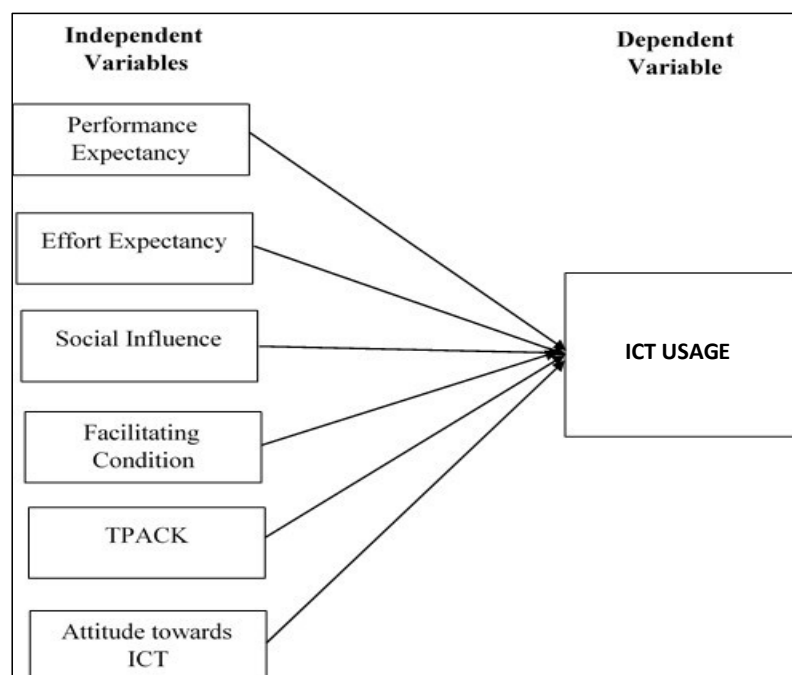 Independent
Variables
Dependent
Variable
Performance
Expectancy
Effort Expectancy
Social Influence
ICT USAGE
Facilitating
Condition
TPACK
Attitude towards
ICT